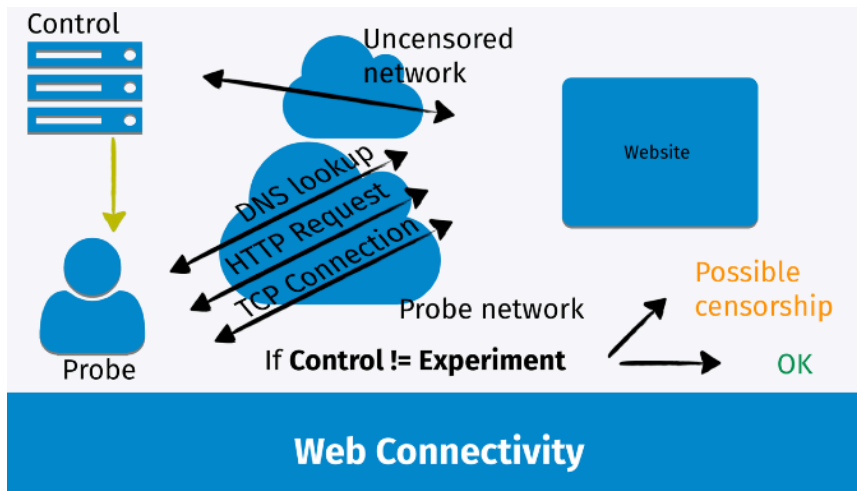 Control
Uncensored
network
Website
DNS lookup
HTTP Request
TCP Connection
Probe network
Possible
censorship
Probe
If Control != Experiment
OK
Web Connectivity